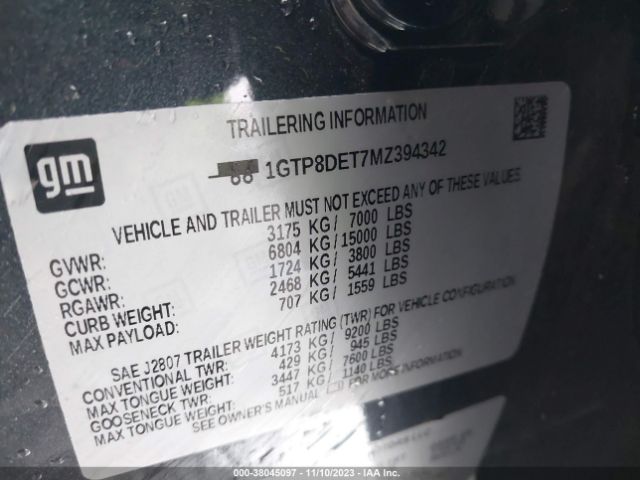 gm
TRAILERING INFORMATION
1GTP8DET7MZ394342
VEHICLE AND TRAILER MUST NOT EXCEED ANY OF THESE VALUES.
GVWR: 3175 KG/ 7000 LBS
GCWR: 6804 KG/15000 LBS
RGAWR: 1724 KG/ 3800 LBS
CURB WEIGHT: 2468 KG/ 5441 LBS
MAX PAYLOAD: 707 KG/ 1559 LBS
SAE J2807 TRAILER WEIGHT RATING (TWR) FOR VEHICLE CONFIGURATION
CONVENTIONAL TWR: 4173 KG/ 9200 LBS
MAX TONGUE WEIGHT: 429 KG/ 945 LBS
GOOSENECK TWR: 3447 KG/ 7600 LBS
MAX TONGUE WEIGHT: 517 KG/ 1140 LBS
SEE OWNER'S MANUAL FOR MORE INFORMATION
000-38045097 - 11/10/2023 - IAA Inc.